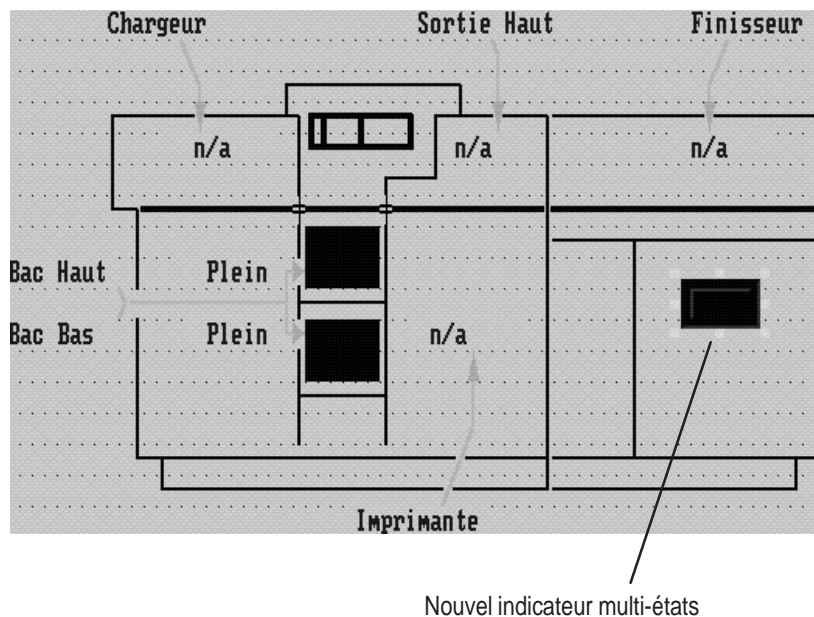 Chargeur Sortie Haut Finisseur
n/a n/a n/a
Bac Haut Plein
Bac Bas Plein n/a
Imprimante
Nouvel indicateur multi-états